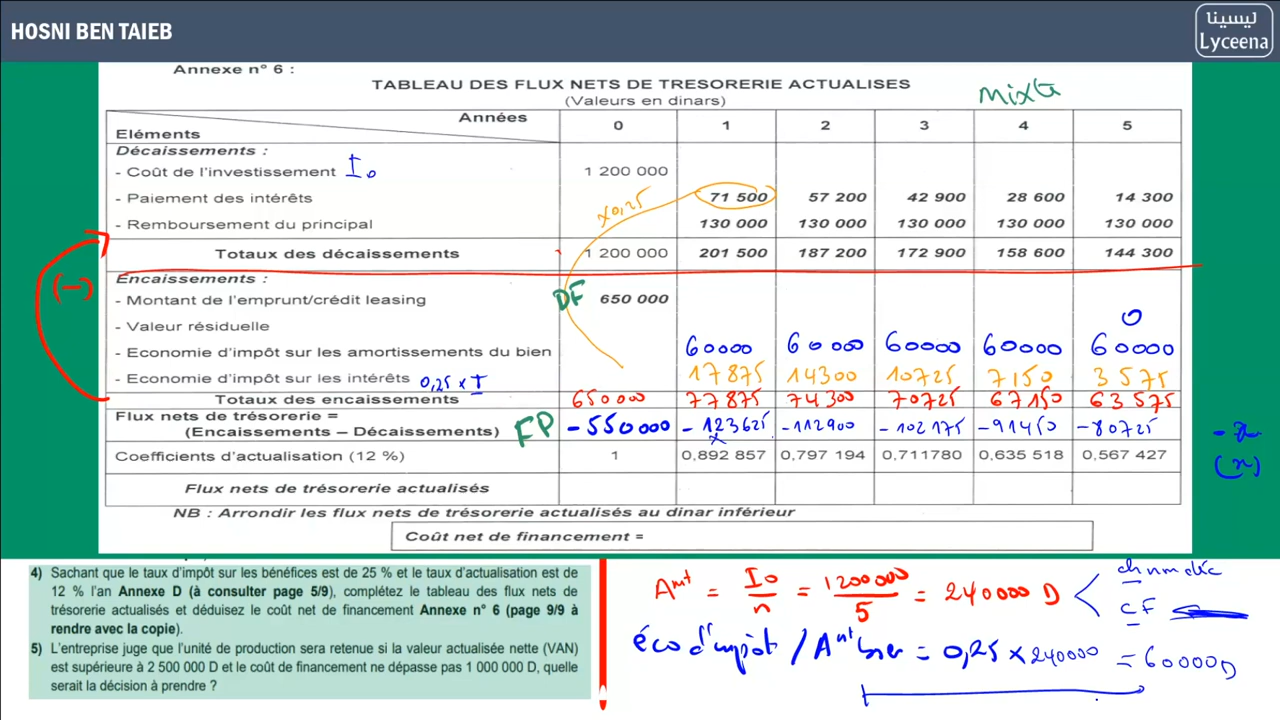 HOSNI BEN TAIEB
ليسينا
Lyceena
Annexe n° 6 :
TABLEAU DES FLUX NETS DE TRESORERIE ACTUALISES
(Valeurs en dinars)
Mixte
Années
Eléments
0 1 2 3 4 5
Décaissements :
- Coût de l'investissement I₀ 1 200 000
- Paiement des intérêts 71 500 57 200 42 900 28 600 14 300
×0,25
- Remboursement du principal 130 000 130 000 130 000 130 000 130 000
Totaux des décaissements 1 200 000 201 500 187 200 172 900 158 600 144 300
(-)
Encaissements :
- Montant de l'emprunt/crédit leasing DF 650 000
- Valeur résiduelle 0
- Economie d'impôt sur les amortissements du bien 60000 60000 60000 60000 60000
- Economie d'impôt sur les intérêts 0,25 × I 17875 14300 10725 7150 3575
Totaux des encaissements 650000 77875 74300 70725 67150 63575
Flux nets de trésorerie =
(Encaissements – Décaissements) FP -550000 -123625 -112900 -102175 -91450 -80725
×
Coefficients d'actualisation (12 %) 1 0,892 857 0,797 194 0,711780 0,635 518 0,567 427
Flux nets de trésorerie actualisés
NB : Arrondir les flux nets de trésorerie actualisés au dinar inférieur
Coût net de financement =
4) Sachant que le taux d'impôt sur les bénéfices est de 25 % et le taux d'actualisation est de
12 % l'an Annexe D (à consulter page 5/9), complétez le tableau des flux nets de
trésorerie actualisés et déduisez le coût net de financement Annexe n° 6 (page 9/9 à
rendre avec la copie).
5) L'entreprise juge que l'unité de production sera retenue si la valeur actualisée nette (VAN)
est supérieure à 2 500 000 D et le coût de financement ne dépasse pas 1 000 000 D, quelle
serait la décision à prendre ?
Amt = I₀/n = 1200000/5 = 240000 D
CF
éco d'impôt / Amt bien = 0,25 × 240000 = 60000D